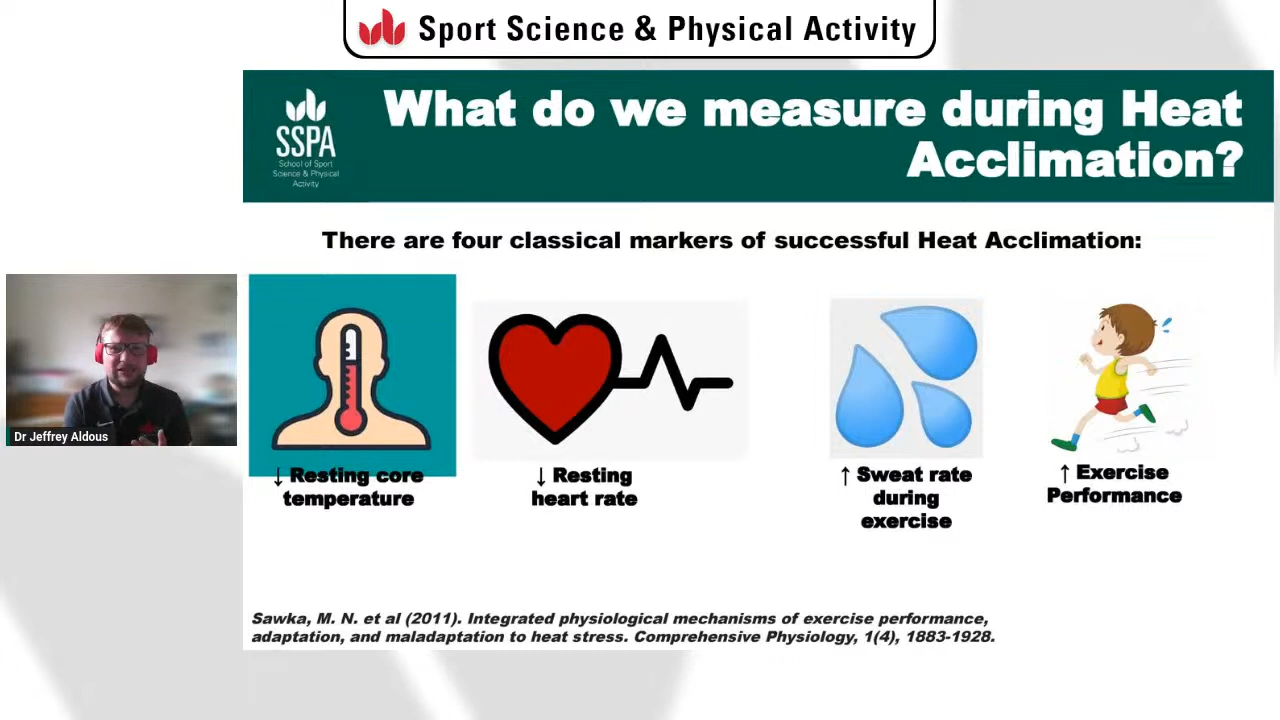 Sport Science & Physical Activity
What do we measure during Heat
Acclimation?
SSPA
School of Sport
Science & Physical
Activity
There are four classical markers of successful Heat Acclimation:
Dr Jeffrey Aldous
↓ Resting core
temperature
↓ Resting
heart rate
↑ Sweat rate
during
exercise
↑ Exercise
Performance
Sawka, M. N. et al (2011). Integrated physiological mechanisms of exercise performance,
adaptation, and maladaptation to heat stress. Comprehensive Physiology, 1(4), 1883-1928.